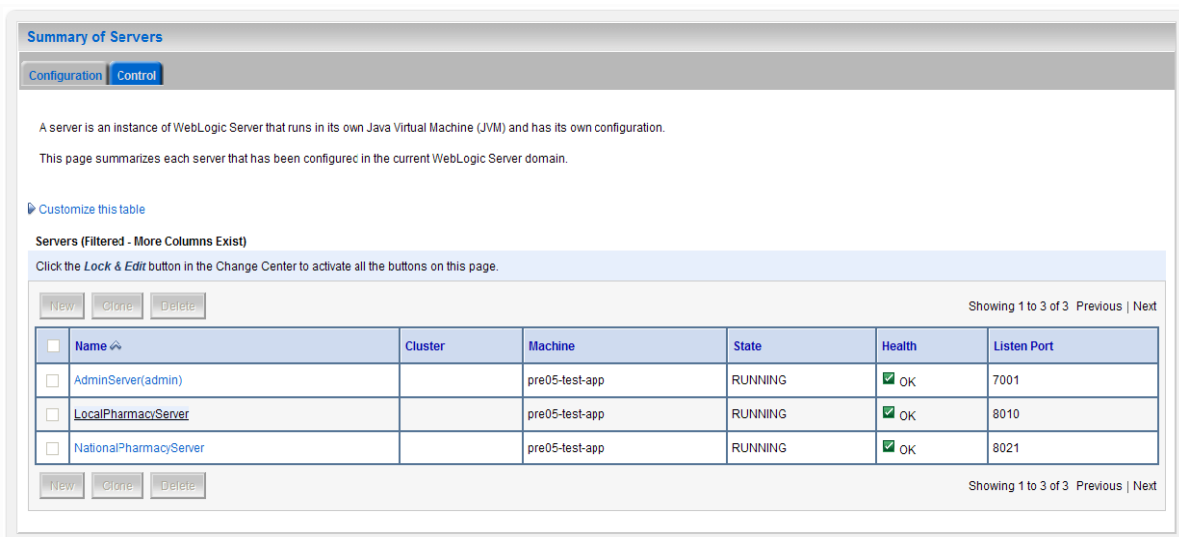 Summary of Servers
Configuration Control
A server is an instance of WebLogic Server that runs in its own Java Virtual Machine (JVM) and has its own configuration.
This page summarizes each server that has been configured in the current WebLogic Server domain.
Customize this table
Servers (Filtered - More Columns Exist)
Click the Lock & Edit button in the Change Center to activate all the buttons on this page.
New Clone Delete Showing 1 to 3 of 3 Previous | Next
Name Cluster Machine State Health Listen Port
AdminServer(admin) pre05-test-app RUNNING OK 7001
LocalPharmacyServer pre05-test-app RUNNING OK 8010
NationalPharmacyServer pre05-test-app RUNNING OK 8021
New Clone Delete Showing 1 to 3 of 3 Previous | Next